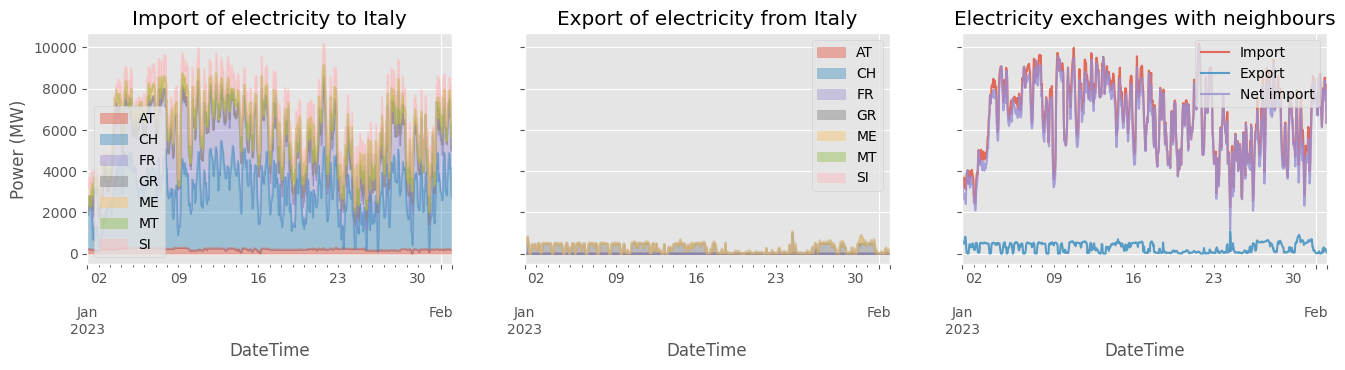 Import of electricity to Italy
Power (MW)
10000
8000
6000
4000
2000
0
AT
CH
FR
GR
ME
MT
SI
02
09
16
23
30
Jan
2023
Feb
DateTime
Export of electricity from Italy
AT
CH
FR
GR
ME
MT
SI
02
09
16
23
30
Jan
2023
Feb
DateTime
Electricity exchanges with neighbours
Import
Export
Net import
02
09
16
23
30
Jan
2023
Feb
DateTime